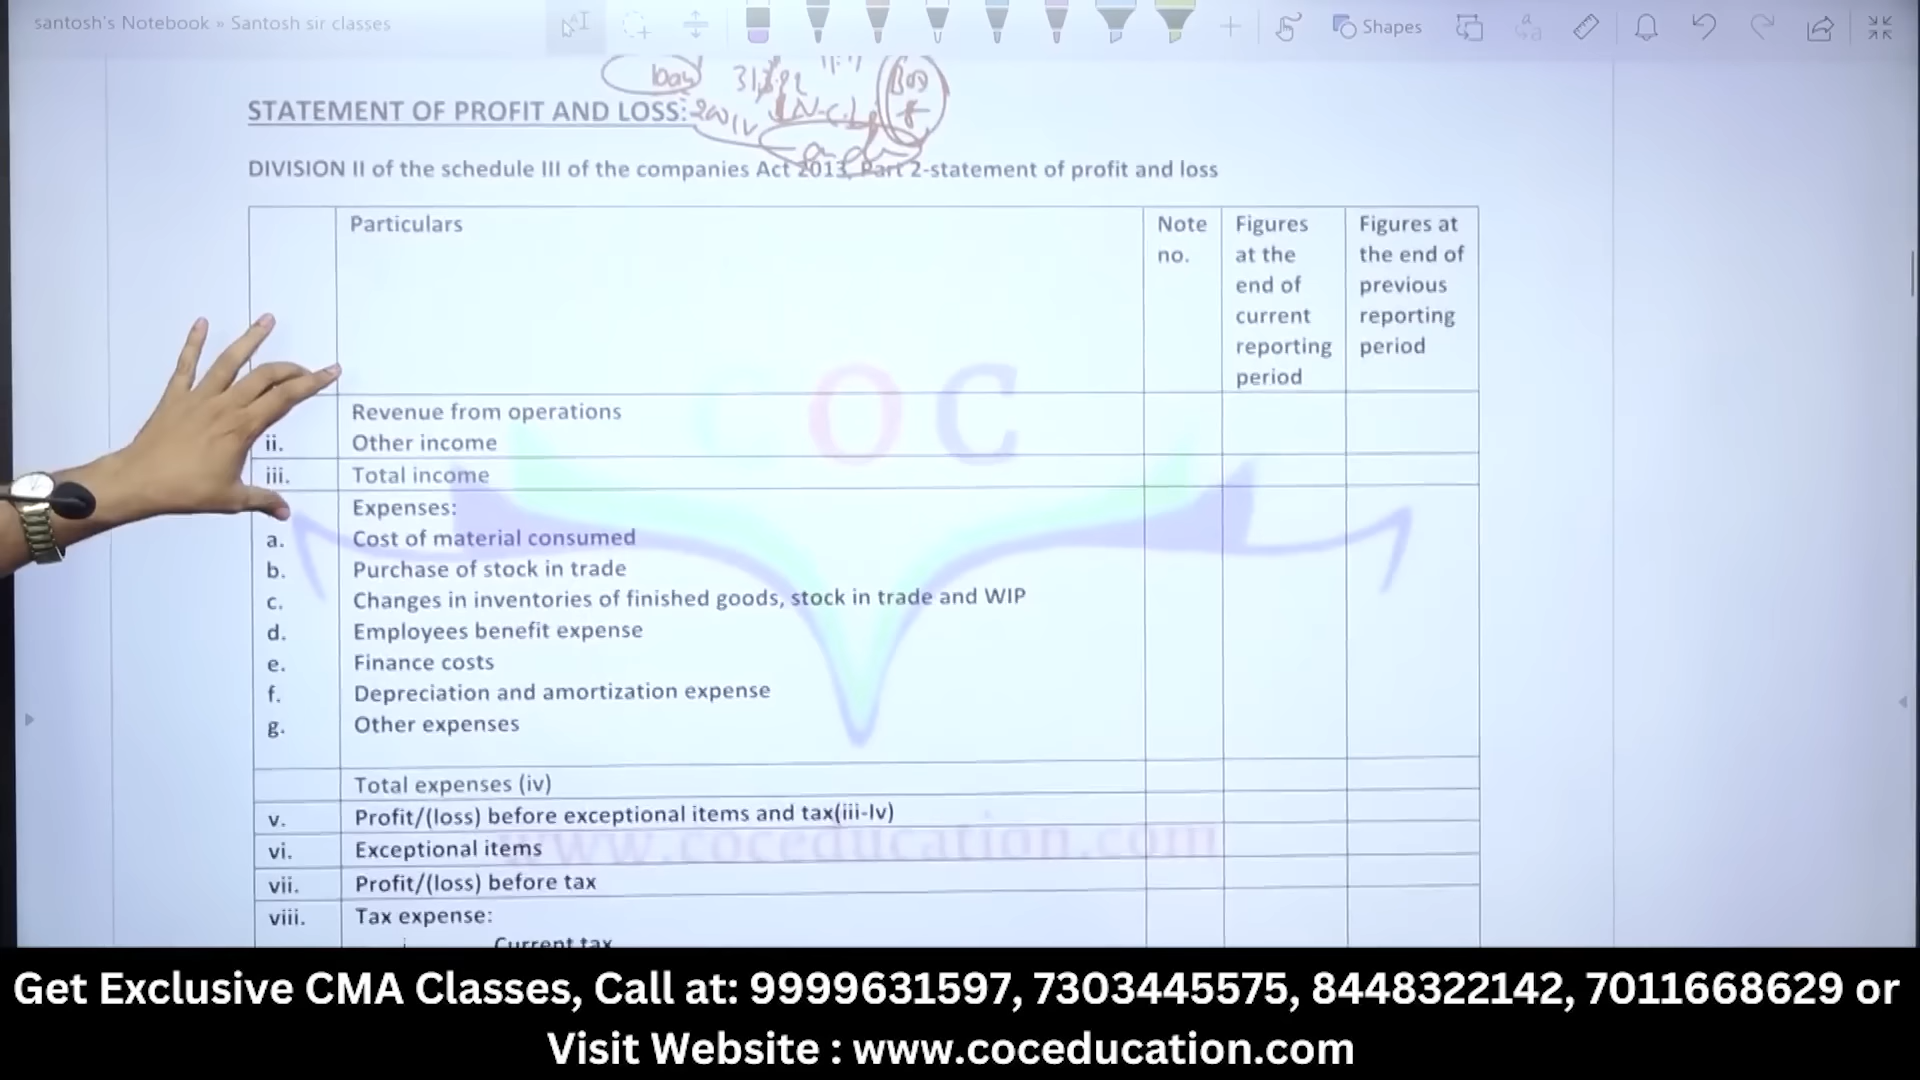 santosh's Notebook » Santosh sir classes
Shapes
STATEMENT OF PROFIT AND LOSS:
DIVISION II of the schedule III of the companies Act 2013, Part 2-statement of profit and loss
Particulars
Note no.
Figures at the end of current reporting period
Figures at the end of previous reporting period
Revenue from operations
ii. Other income
iii. Total income
Expenses:
a. Cost of material consumed
b. Purchase of stock in trade
c. Changes in inventories of finished goods, stock in trade and WIP
d. Employees benefit expense
e. Finance costs
f. Depreciation and amortization expense
g. Other expenses
Total expenses (iv)
v. Profit/(loss) before exceptional items and tax(iii-Iv)
vi. Exceptional items
vii. Profit/(loss) before tax
viii. Tax expense:
i Current tax
OC
www.coceducation.com
Get Exclusive CMA Classes, Call at: 9999631597, 7303445575, 8448322142, 7011668629 or
Visit Website : www.coceducation.com